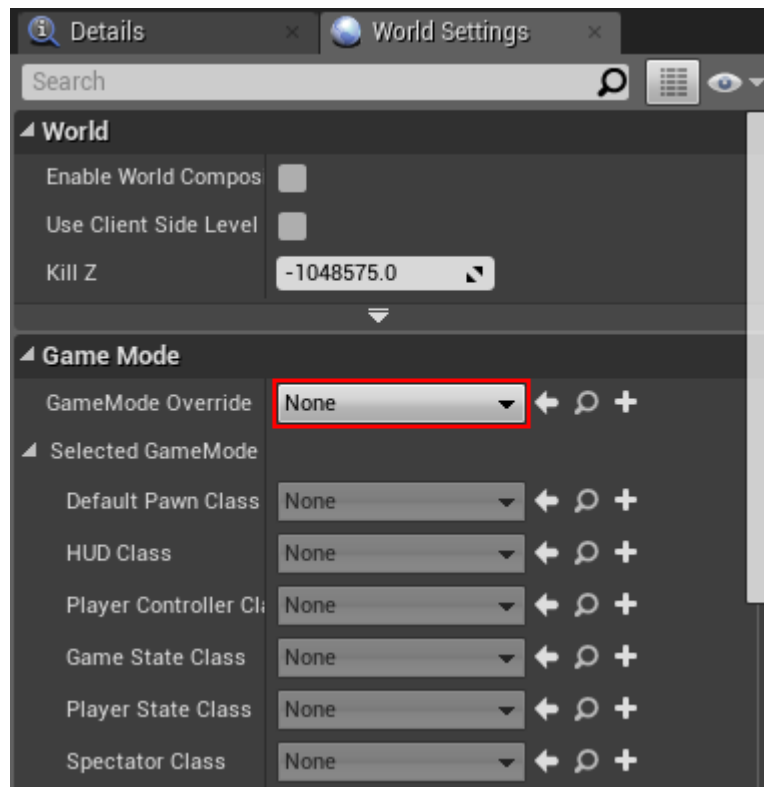 Details
World Settings
Search
World
Enable World Compos
Use Client Side Level
Kill Z -1048575.0
Game Mode
GameMode Override None
Selected GameMode
Default Pawn Class None
HUD Class None
Player Controller Cla None
Game State Class None
Player State Class None
Spectator Class None